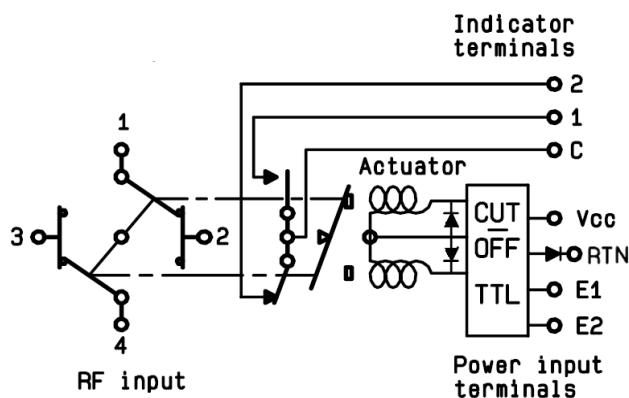 Indicator
terminals
2
1
1
C
Actuator
CUT
OFF
TTL
Vcc
RTN
E1
E2
3
2
4
RF input
Power input
terminals